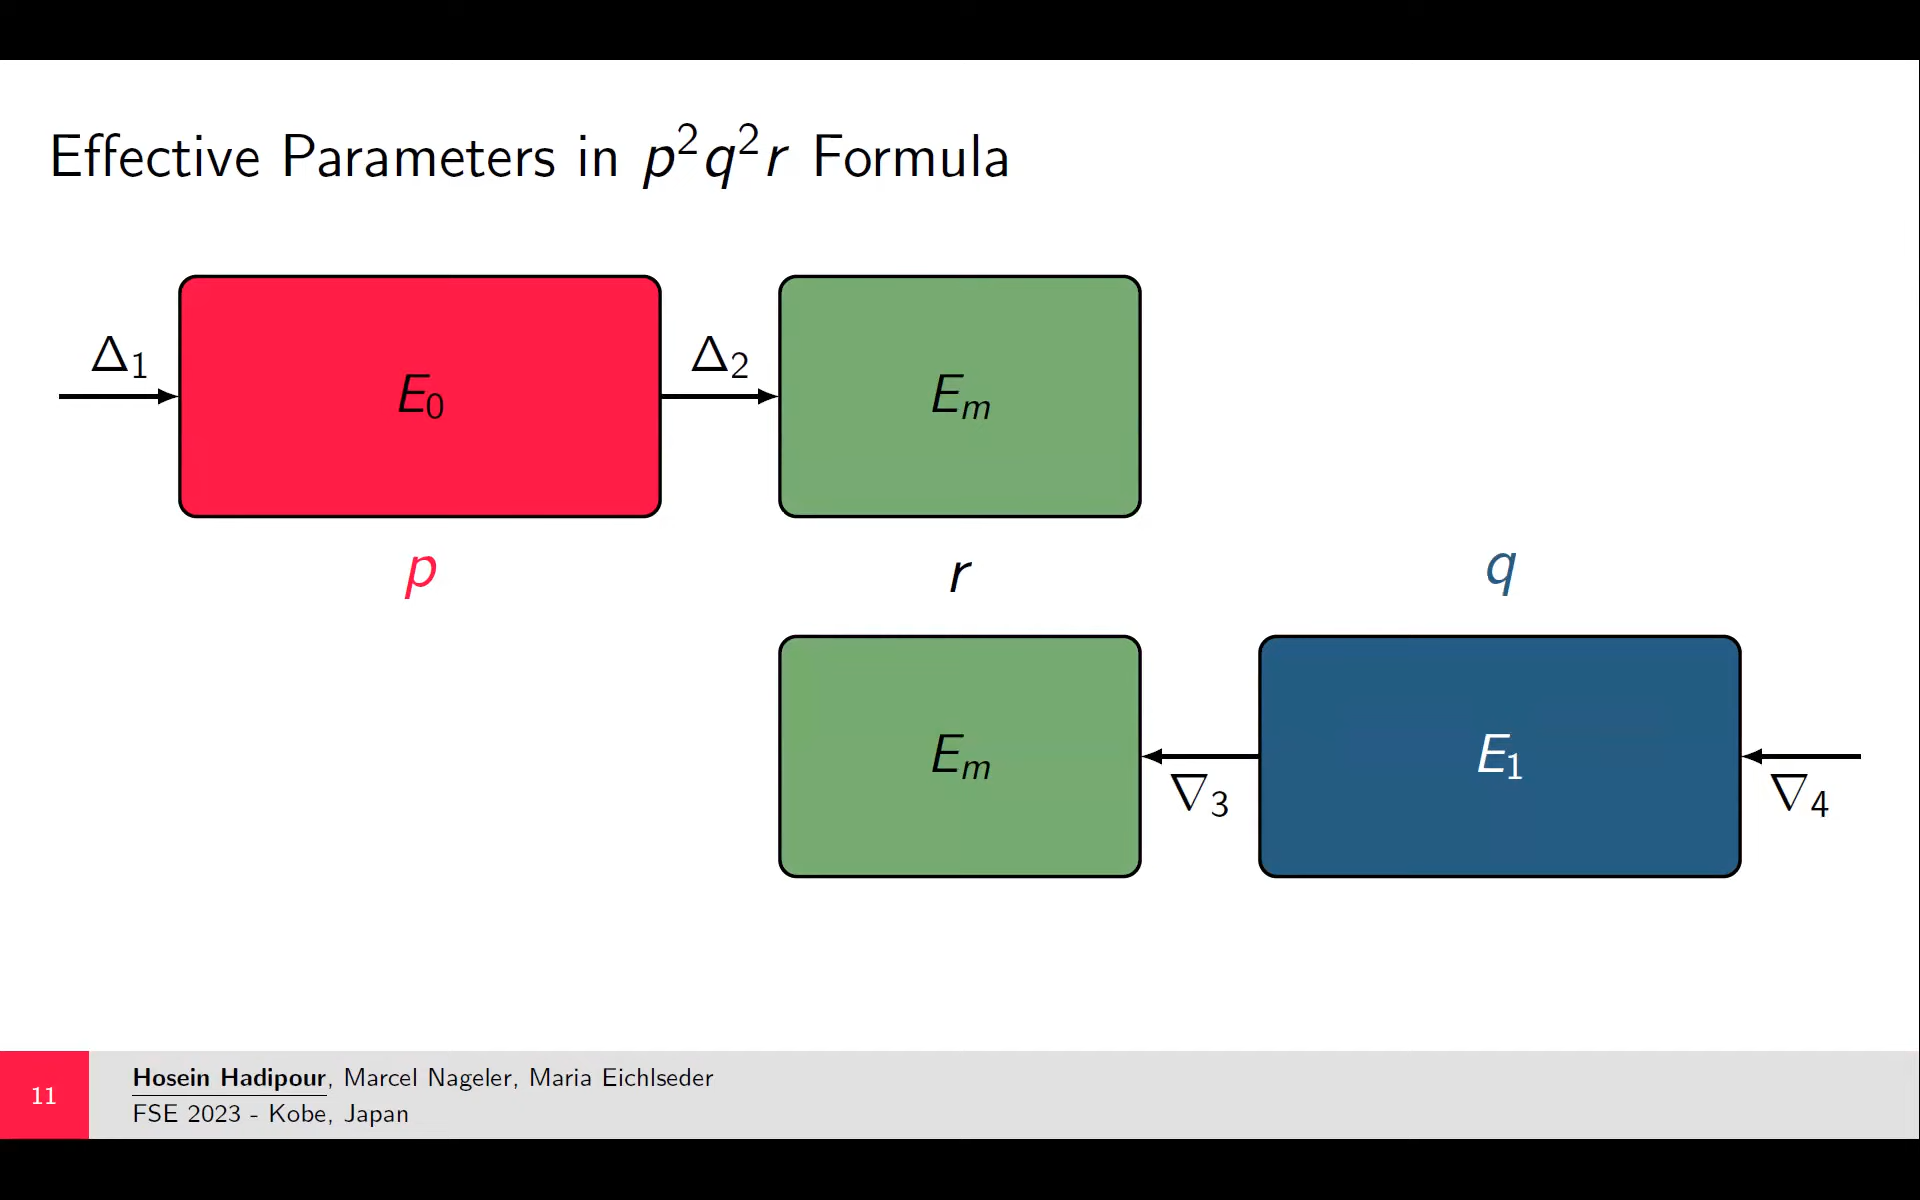 Effective Parameters in p²q²r Formula
Δ₁
E₀
Δ₂
Eₘ
p
r
q
Eₘ
∇₃
E₁
∇₄
11
Hosein Hadipour, Marcel Nageler, Maria Eichlseder
FSE 2023 - Kobe, Japan